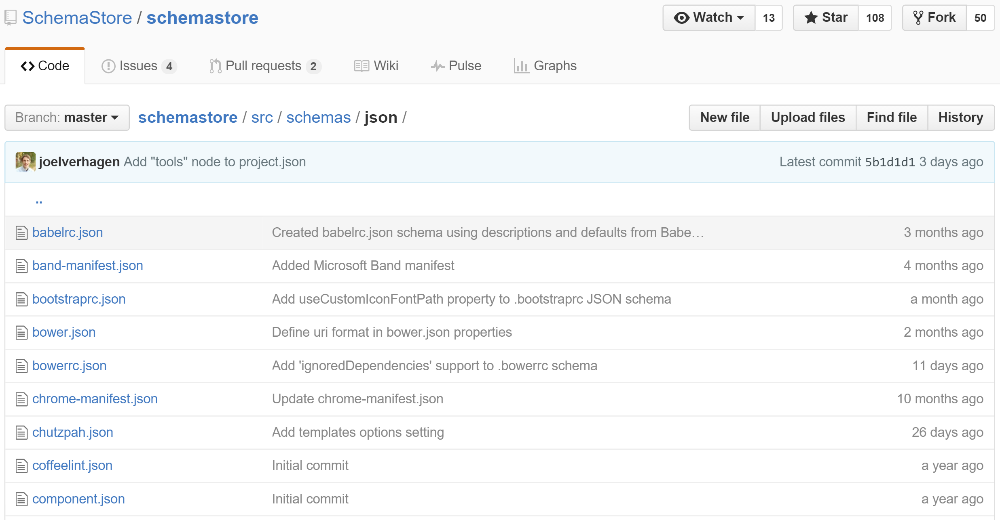 SchemaStore / schemastore Watch 13 Star 108 Fork 50
Code Issues 4 Pull requests 2 Wiki Pulse Graphs
Branch: master schemastore / src / schemas / json / New file Upload files Find file History
joelverhagen Add "tools" node to project.json Latest commit 5b1d1d1 3 days ago
..
babelrc.json Created babelrc.json schema using descriptions and defaults from Babe… 3 months ago
band-manifest.json Added Microsoft Band manifest 4 months ago
bootstraprc.json Add useCustomIconFontPath property to .bootstraprc JSON schema a month ago
bower.json Define uri format in bower.json properties 2 months ago
bowerrc.json Add 'ignoredDependencies' support to .bowerrc schema 11 days ago
chrome-manifest.json Update chrome-manifest.json 10 months ago
chutzpah.json Add templates options setting 26 days ago
coffeelint.json Initial commit a year ago
component.json Initial commit a year ago